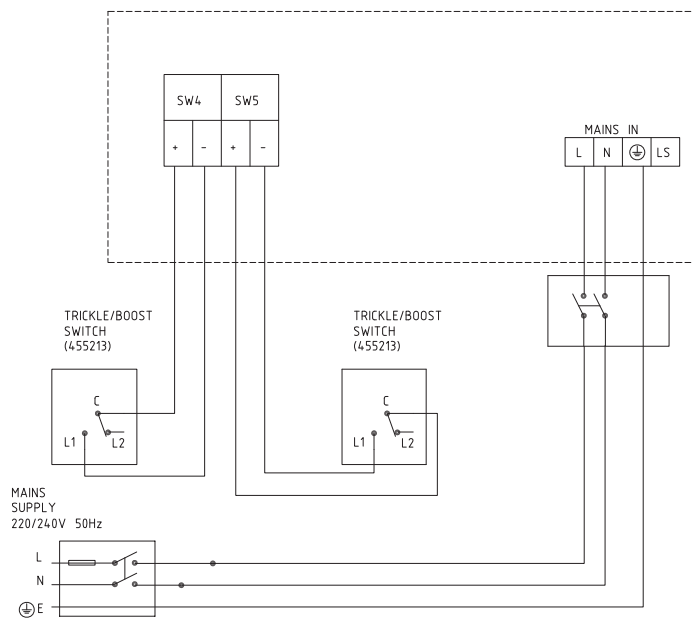 SW4 SW5
+ - + -
MAINS IN
L N LS
TRICKLE/BOOST
SWITCH
(455213)
C
L1 L2
TRICKLE/BOOST
SWITCH
(455213)
C
L1 L2
MAINS
SUPPLY
220/240V 50Hz
L
N
E